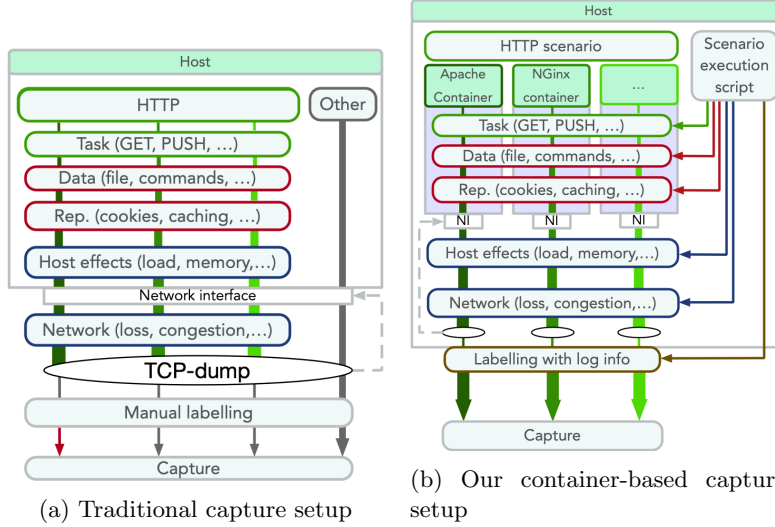 Host
HTTP
Other
Task (GET, PUSH, ...)
Data (file, commands, ...)
Rep. (cookies, caching, ...)
Host effects (load, memory,...)
Network interface
Network (loss, congestion,...)
TCP-dump
Manual labelling
Capture
(a) Traditional capture setup
Host
HTTP scenario
Scenario
execution
script
Apache
Container
NGinx
container
...
Task (GET, PUSH, ...)
Data (file, commands, ...)
Rep. (cookies, caching, ...)
NI
NI
NI
Host effects (load, memory,...)
Network (loss, congestion,...)
Labelling with log info
Capture
(b) Our container-based capture
setup